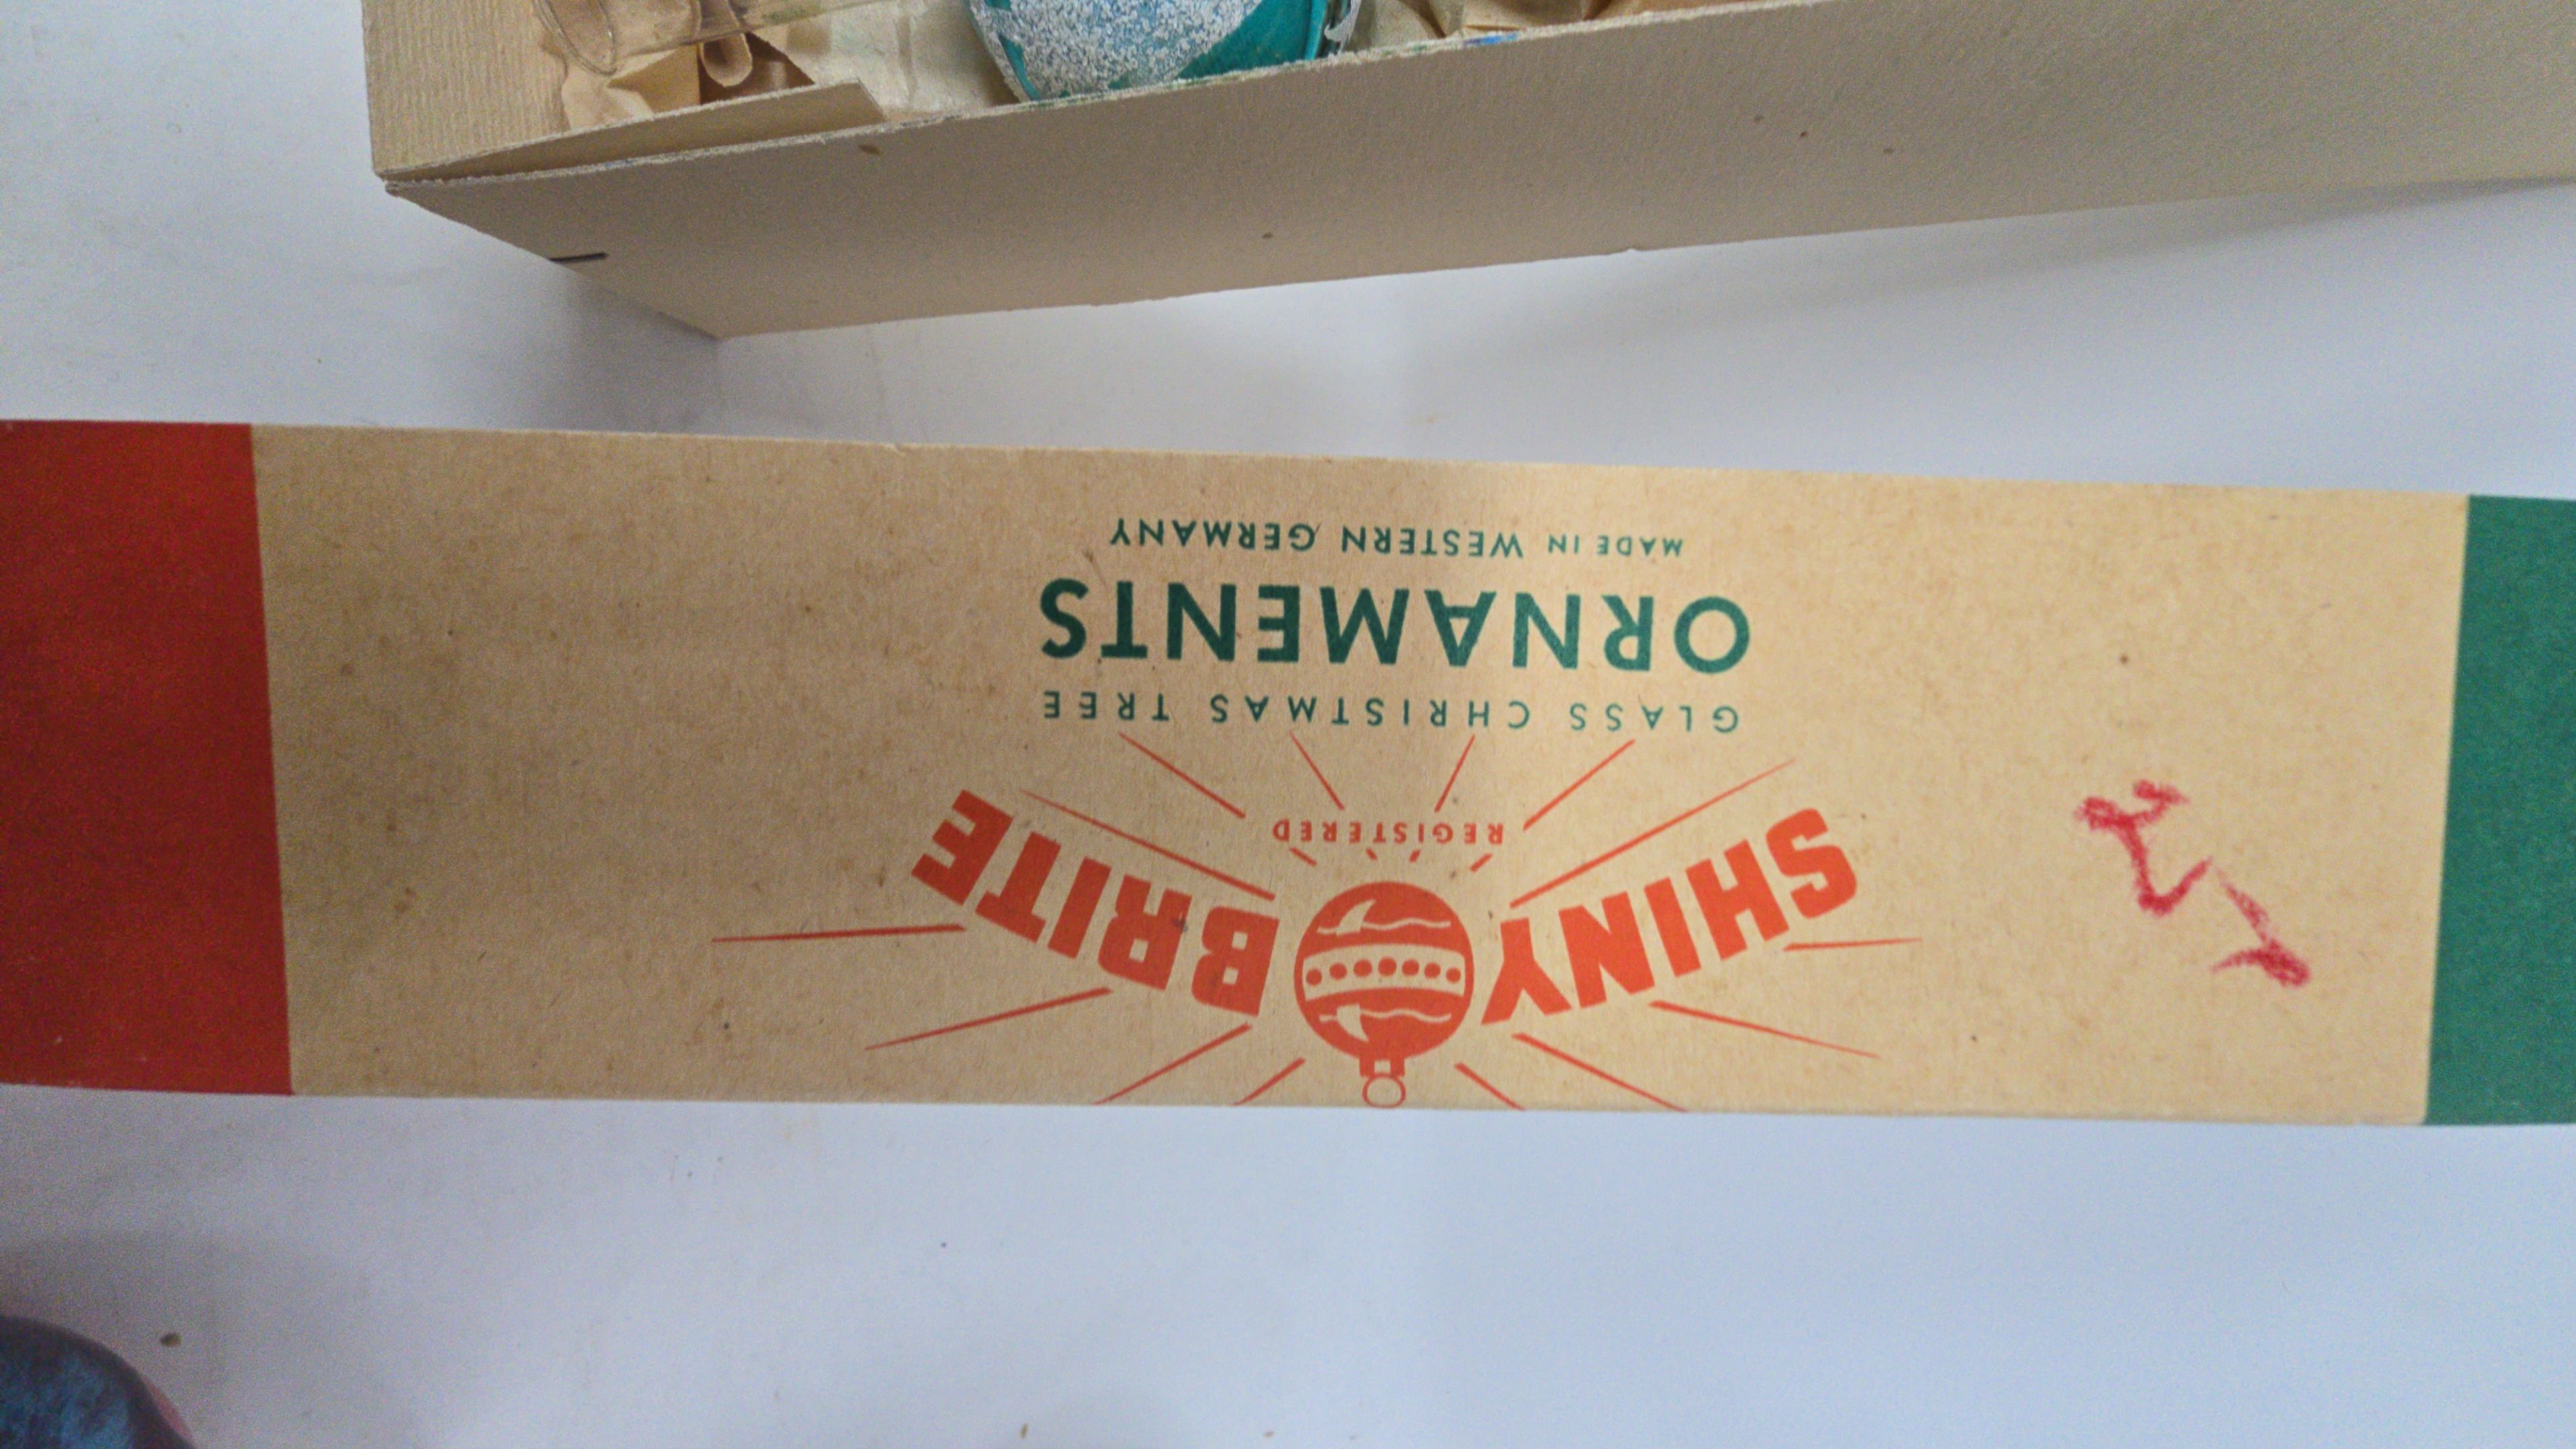 SHINY BRITE
REGISTERED
GLASS CHRISTMAS TREE
ORNAMENTS
MADE IN WESTERN GERMANY